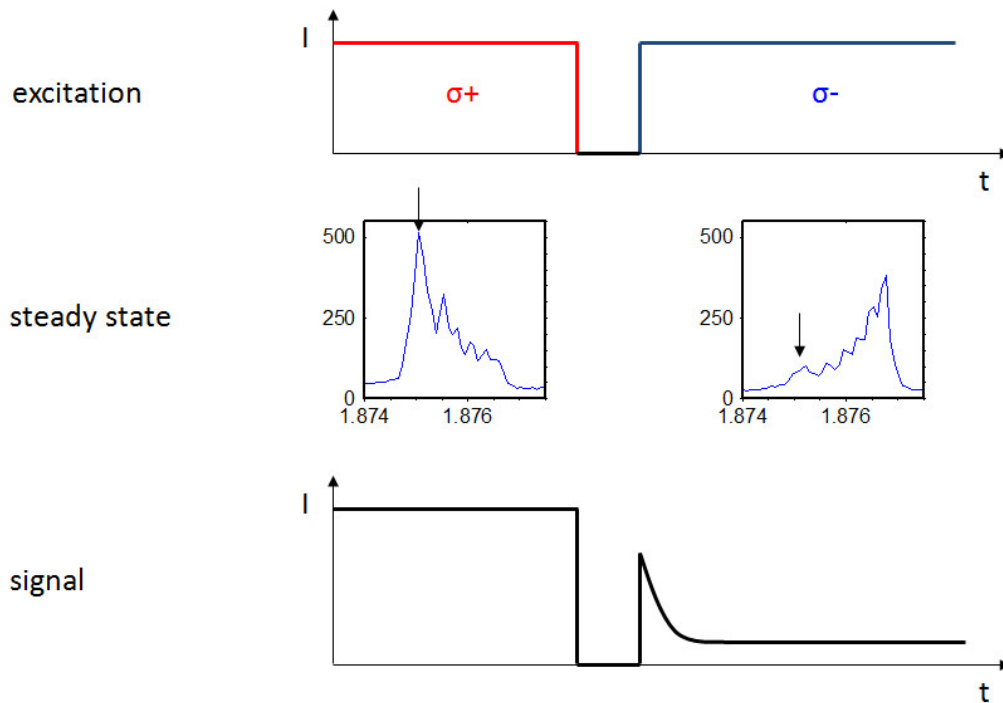 I
excitation
σ+
σ-
t
500
250
0
1.874
1.876
steady state
500
250
0
1.874
1.876
I
signal
t